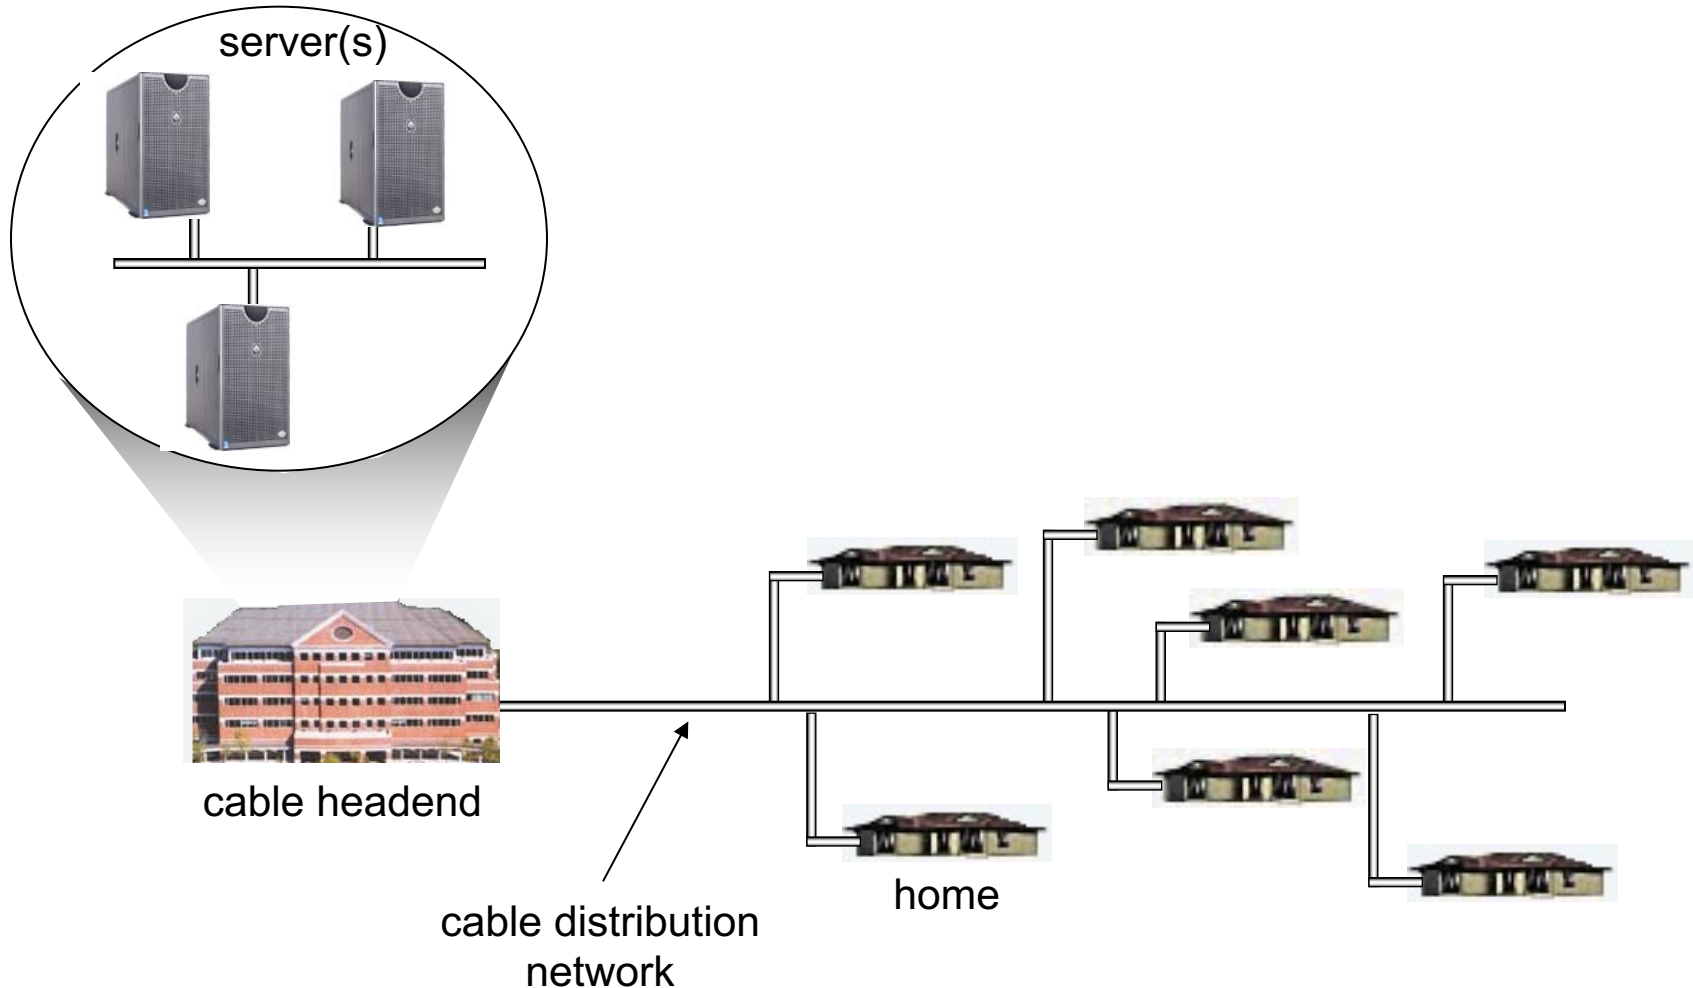 server(s)
cable headend
home
cable distribution
network